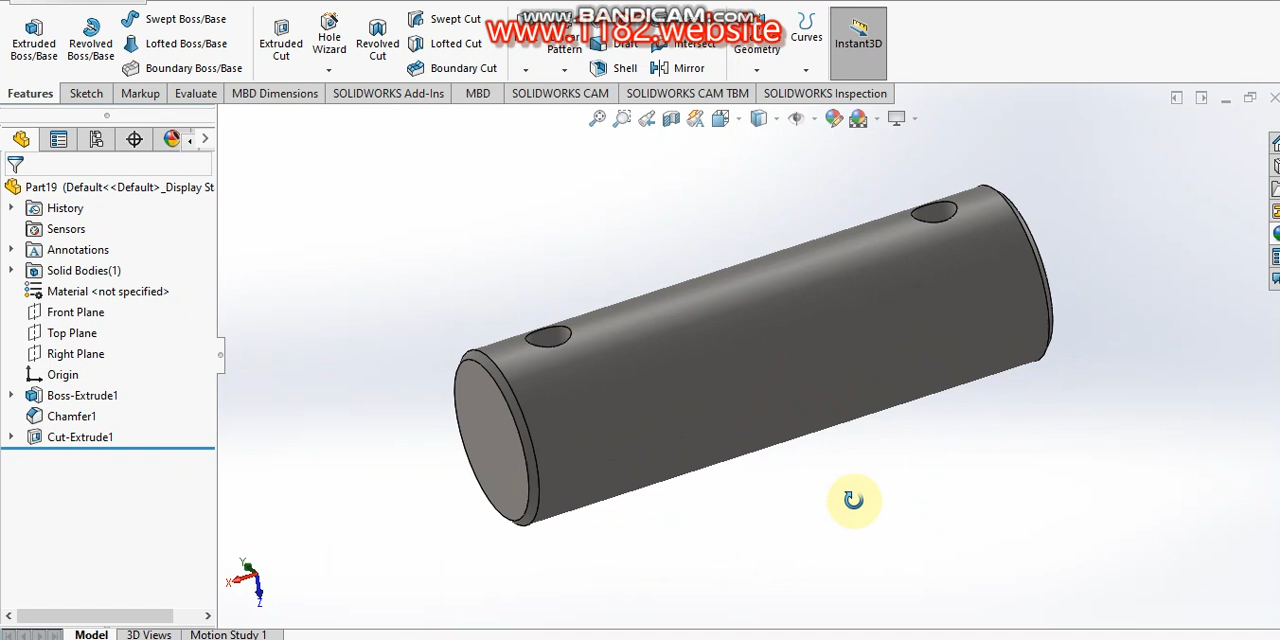 www.BANDICAM.com
www.1182.website
Extruded Boss/Base
Revolved Boss/Base
Swept Boss/Base
Lofted Boss/Base
Boundary Boss/Base
Extruded Cut
Hole Wizard
Revolved Cut
Swept Cut
Lofted Cut
Boundary Cut
Pattern
Draft
Shell
Intersect
Mirror
Geometry
Curves
Instant3D
Features
Sketch
Markup
Evaluate
MBD Dimensions
SOLIDWORKS Add-Ins
MBD
SOLIDWORKS CAM
SOLIDWORKS CAM TBM
SOLIDWORKS Inspection
Part19 (Default<<Default>_Display St
History
Sensors
Annotations
Solid Bodies(1)
Material <not specified>
Front Plane
Top Plane
Right Plane
Origin
Boss-Extrude1
Chamfer1
Cut-Extrude1
Y
X
Z
Model
3D Views
Motion Study 1